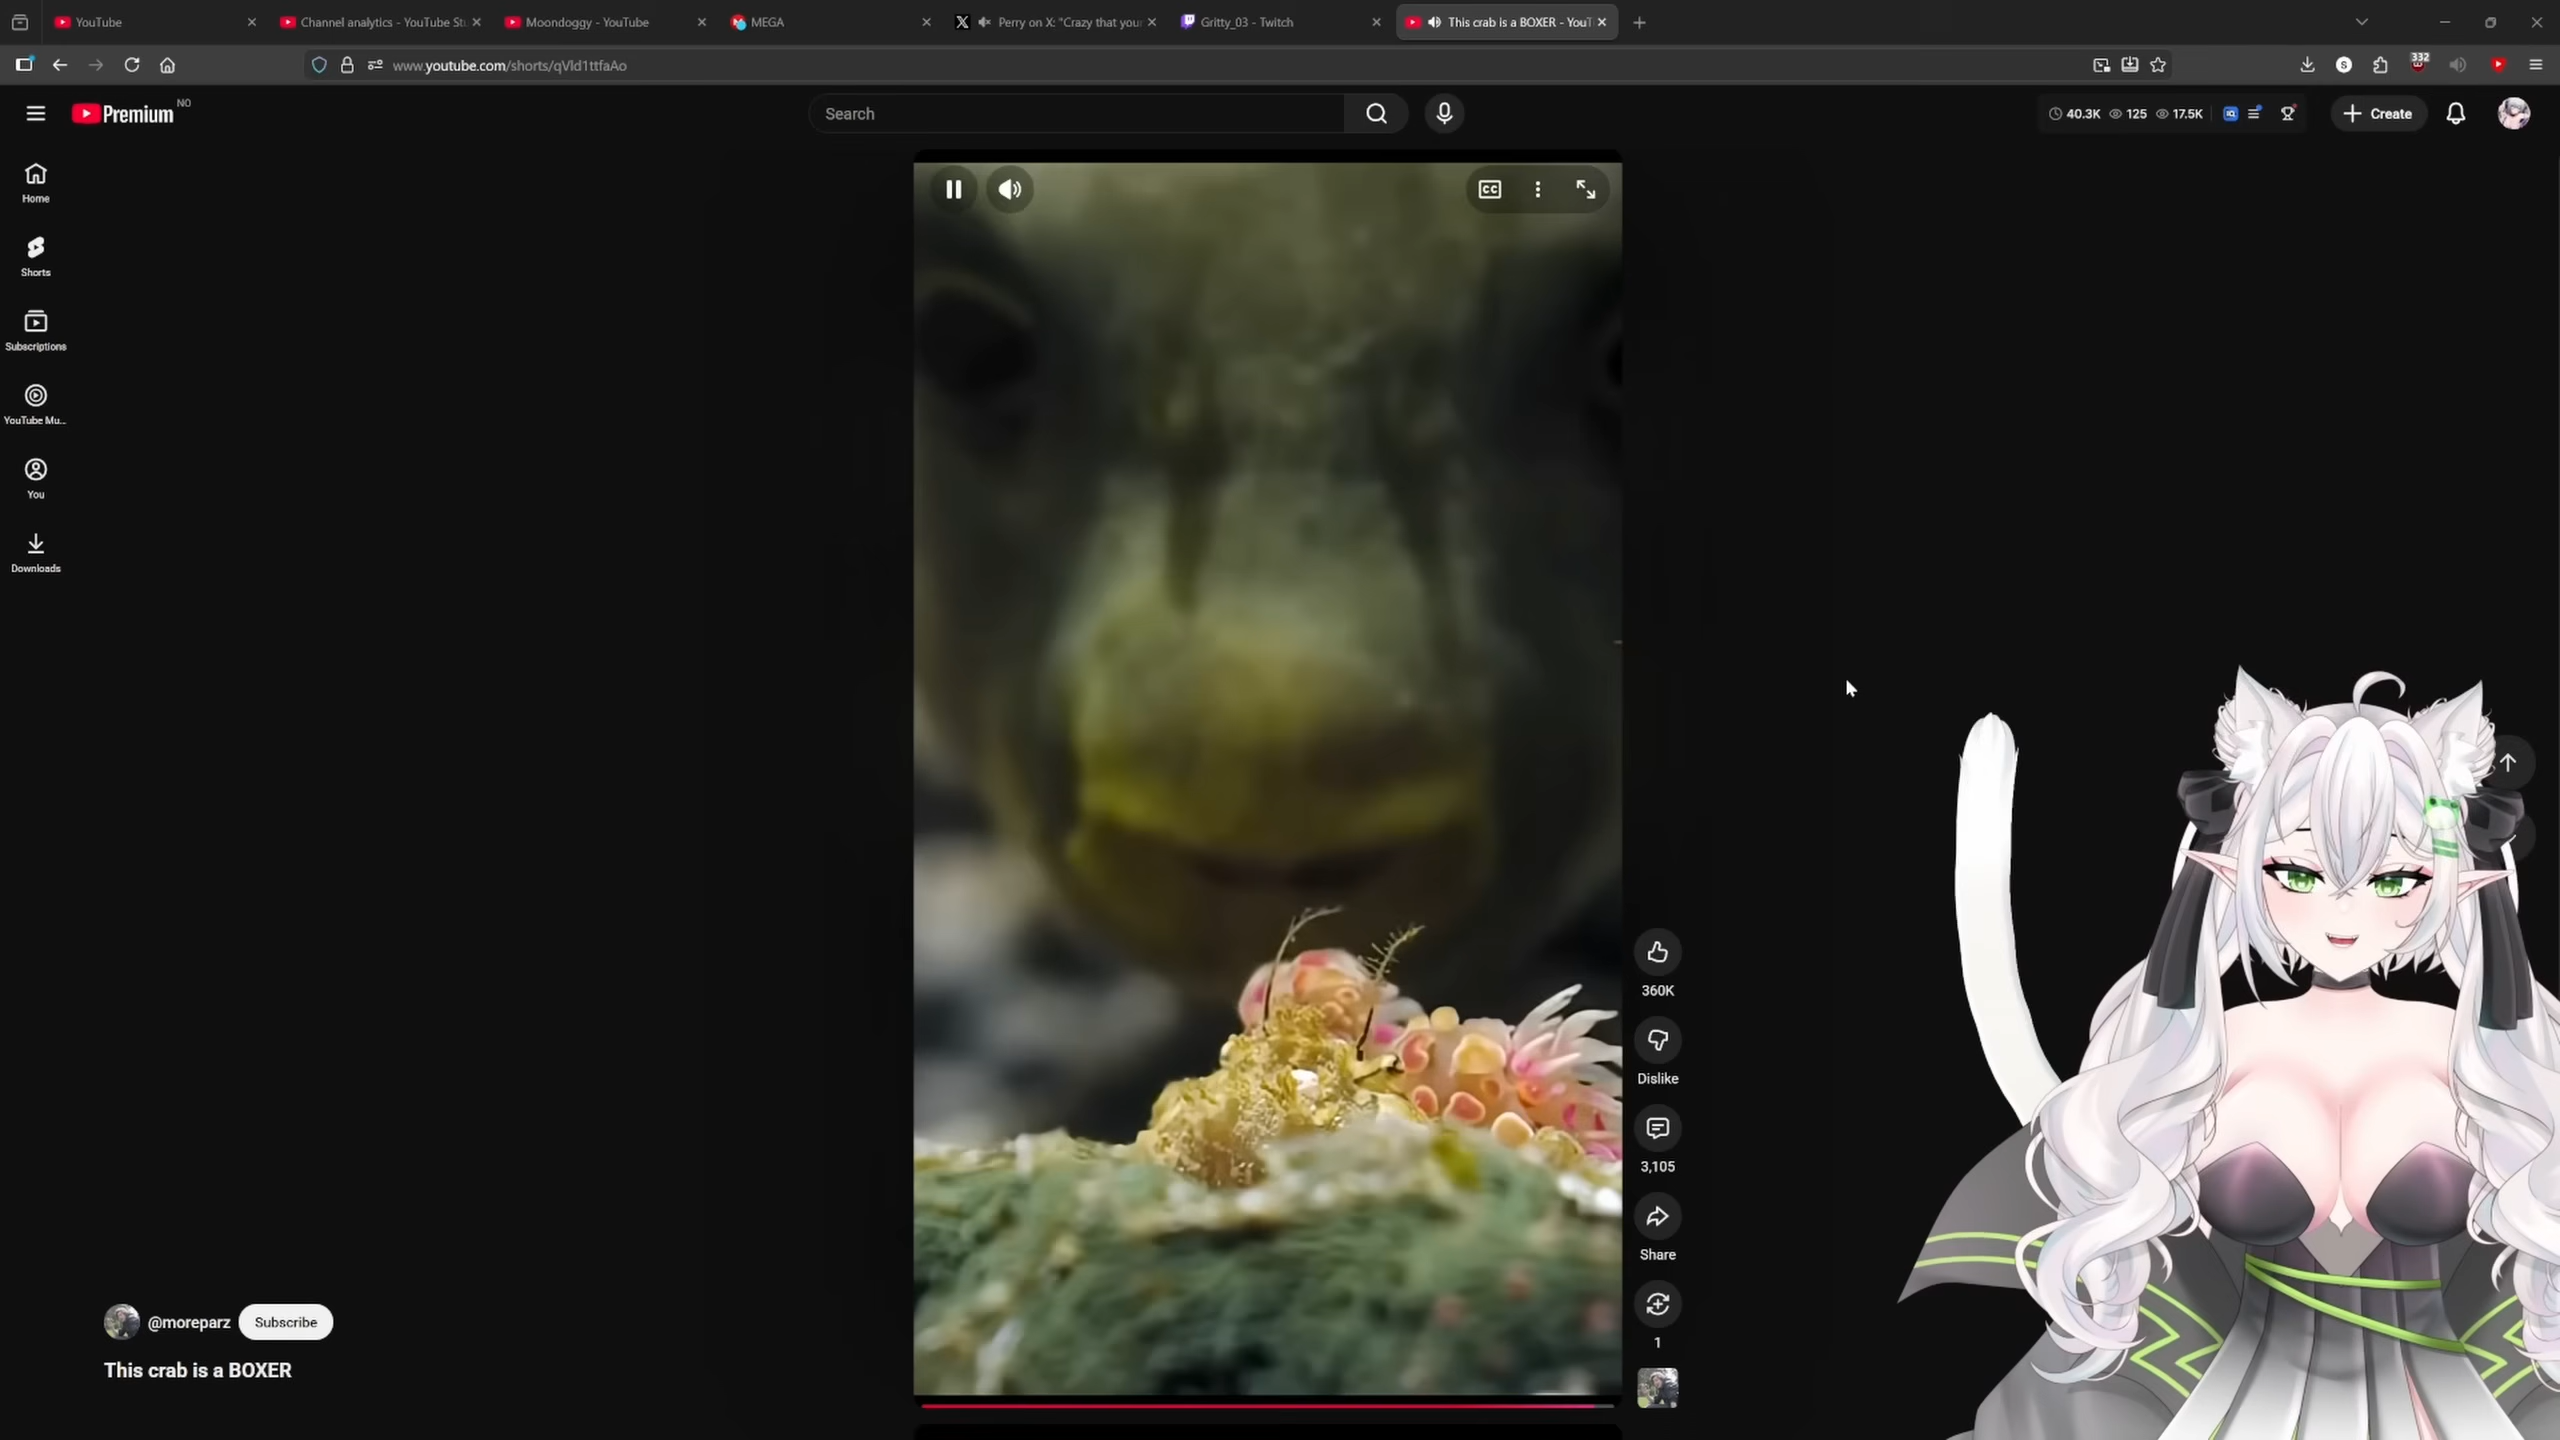 YouTube
Channel analytics - YouTube St
Moondoggy - YouTube
MEGA
Perry on X: "Crazy that your
Gritty_03 - Twitch
This crab is a BOXER - YouT
www.youtube.com/shorts/qVld1ttfaAo
332
S
Premium NO
Search
40.3K 125 17.5K
Create
Home
Shorts
Subscriptions
YouTube Mu...
You
Downloads
CC
360K
Dislike
3,105
Share
1
@moreparz Subscribe
This crab is a BOXER